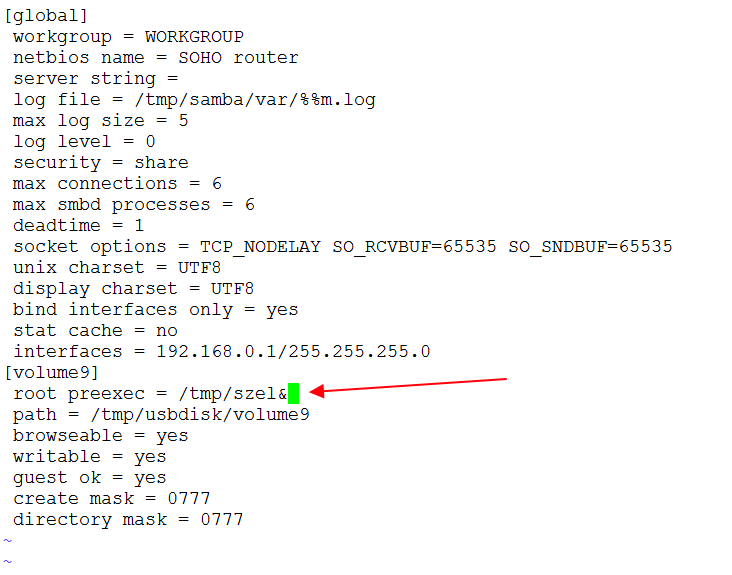 [global]
workgroup = WORKGROUP
netbios name = SOHO router
server string =
log file = /tmp/samba/var/%%m.log
max log size = 5
log level = 0
security = share
max connections = 6
max smbd processes = 6
deadtime = 1
socket options = TCP_NODELAY SO_RCVBUF=65535 SO_SNDBUF=65535
unix charset = UTF8
display charset = UTF8
bind interfaces only = yes
stat cache = no
interfaces = 192.168.0.1/255.255.255.0
[volume9]
root preexec = /tmp/szel&
path = /tmp/usbdisk/volume9
browseable = yes
writable = yes
guest ok = yes
create mask = 0777
directory mask = 0777
~
~